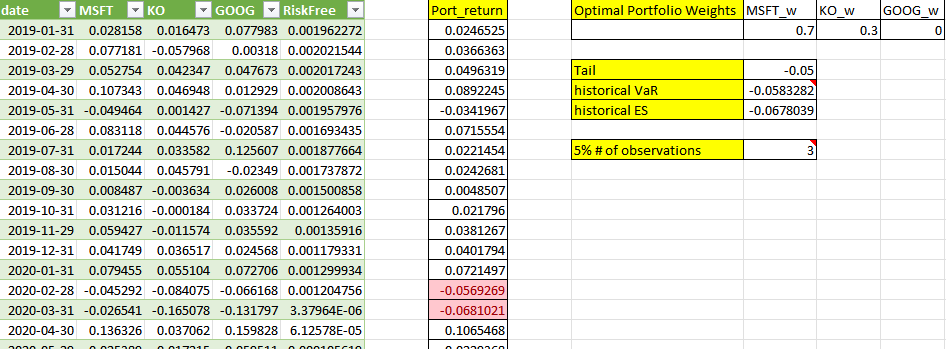 date MSFT KO GOOG RiskFree Port_return Optimal Portfolio Weights MSFT_w KO_w GOOG_w
2019-01-31 0.028158 0.016473 0.077983 0.001962272 0.0246525 0.7 0.3 0
2019-02-28 0.077181 -0.057968 0.00318 0.002021544 0.0366363
2019-03-29 0.052754 0.042347 0.047673 0.002017243 0.0496319 Tail -0.05
2019-04-30 0.107343 0.046948 0.012929 0.002008643 0.0892245 historical VaR -0.0583282
2019-05-31 -0.049464 0.001427 -0.071394 0.001957976 -0.0341967 historical ES -0.0678039
2019-06-28 0.083118 0.044576 -0.020587 0.001693435 0.0715554
2019-07-31 0.017244 0.033582 0.125607 0.001877664 0.0221454 5% # of observations 3
2019-08-30 0.015044 0.045791 -0.02349 0.001737872 0.0242681
2019-09-30 0.008487 -0.003634 0.026008 0.001500858 0.0048507
2019-10-31 0.031216 -0.000184 0.033724 0.001264003 0.021796
2019-11-29 0.059427 -0.011574 0.035592 0.00135916 0.0381267
2019-12-31 0.041749 0.036517 0.024568 0.001179331 0.0401794
2020-01-31 0.079455 0.055104 0.072706 0.001299934 0.0721497
2020-02-28 -0.045292 -0.084075 -0.066168 0.001204756 -0.0569269
2020-03-31 -0.026541 -0.165078 -0.131797 3.37964E-06 -0.0681021
2020-04-30 0.136326 0.037062 0.159828 6.12578E-05 0.1065468